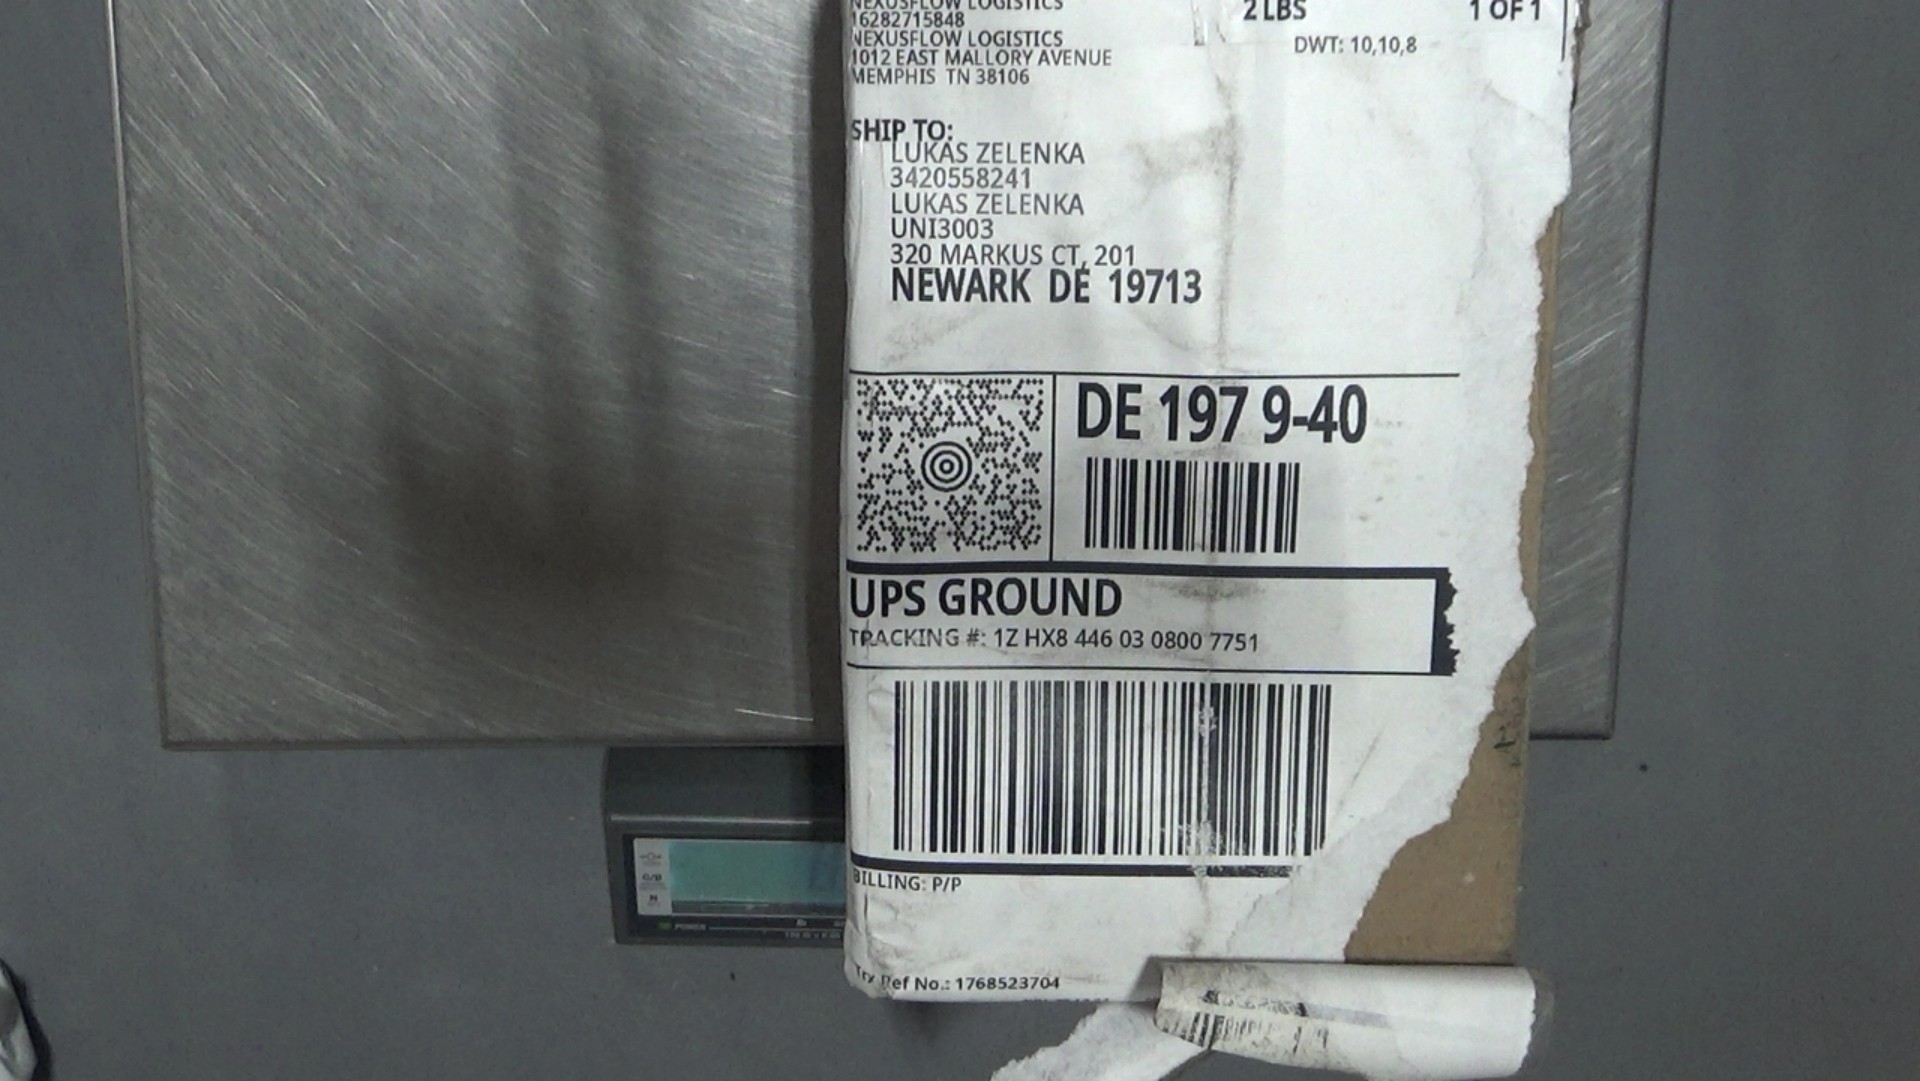 NEXUSFLOW LOGISTICS
16282715848
NEXUSFLOW LOGISTICS
1012 EAST MALLORY AVENUE
MEMPHIS TN 38106
2 LBS
1 OF 1
DWT: 10,10,8
SHIP TO:
LUKAS ZELENKA
3420558241
LUKAS ZELENKA
UNI3003
320 MARKUS CT, 201
NEWARK DE 19713
DE 197 9-40
UPS GROUND
TRACKING #: 1Z HX8 446 03 0800 7751
BILLING: P/P
Trx Ref No.: 1768523704
G/B
N
POWER